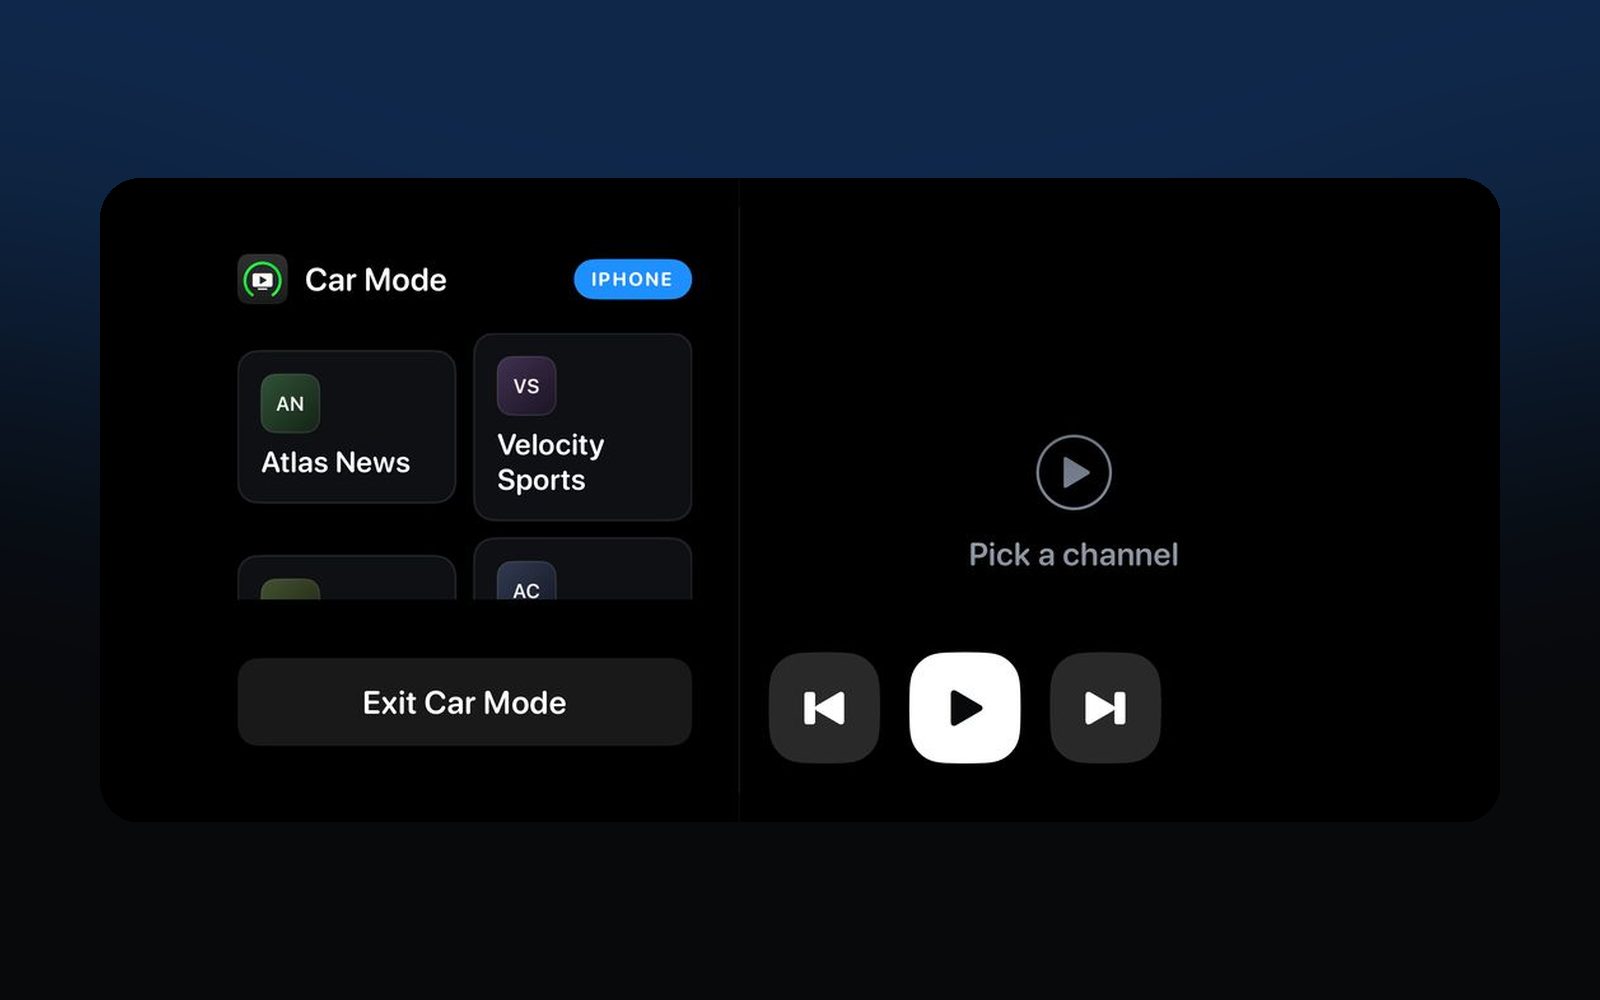 Car Mode
IPHONE
AN
Atlas News
VS
Velocity
Sports
AC
Exit Car Mode
Pick a channel